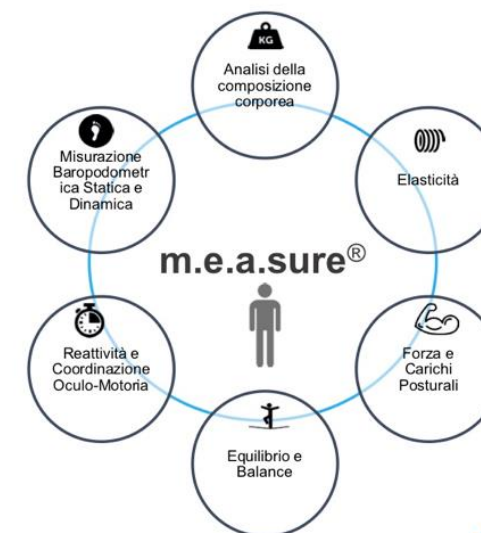 KG
Analisi della
composizione
corporea
Misurazione
Baropodometr
ica Statica e
Dinamica
Elasticità
m.e.a.sure®
Reattività e
Coordinazione
Oculo-Motoria
Forza e
Carichi
Posturali
Equilibrio e
Balance